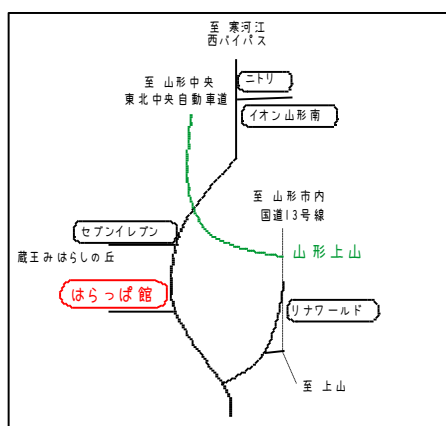 至 寒河江
西バイパス
ニトリ
至 山形中央
東北中央自動車道
イオン山形南
至 山形市内
国道13号線
セブンイレブン
山形上山
蔵王みはらしの丘
はらっぱ館
リナワールド
至 上山